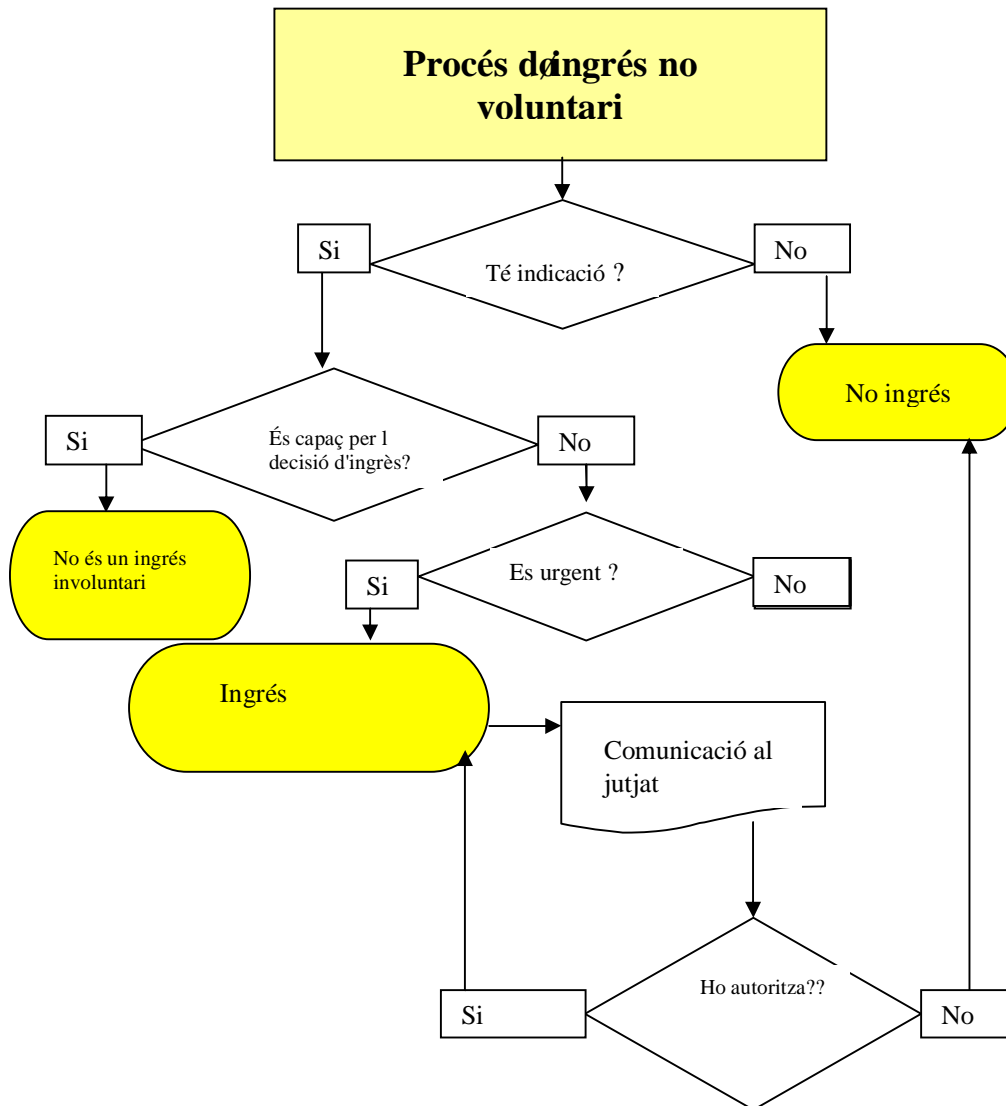 Procés døingrés no
voluntari
Si
Té indicació ?
No
No ingrés
Si
És capaç per l
decisió d'ingrès?
No
No és un ingrés
involuntari
Si
Es urgent ?
No
Ingrés
Comunicació al
jutjat
Si
Ho autoritza??
No